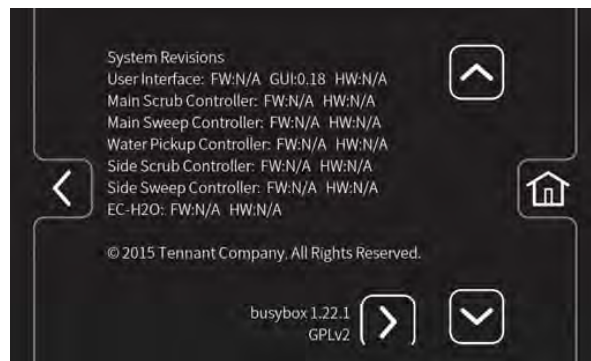 System Revisions
User Interface: FW:N/A GUI:0.18 HW:N/A
Main Scrub Controller: FW:N/A HW:N/A
Main Sweep Controller: FW:N/A HW:N/A
Water Pickup Controller: FW:N/A HW:N/A
Side Scrub Controller: FW:N/A HW:N/A
Side Sweep Controller: FW:N/A HW:N/A
EC-H2O: FW:N/A HW:N/A
© 2015 Tennant Company. All Rights Reserved.
busybox 1.22.1
GPLv2